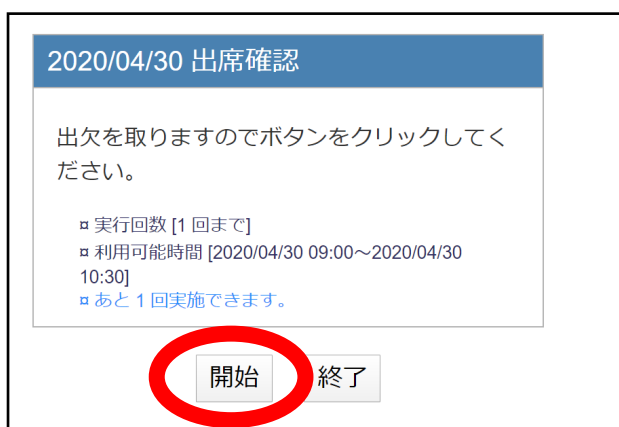 2020/04/30 出席確認
出欠を取りますのでボタンをクリックしてく
ださい。
¤ 実行回数 [1 回まで]
¤ 利用可能時間 [2020/04/30 09:00～2020/04/30
10:30]
¤ あと 1 回実施できます。
開始 終了